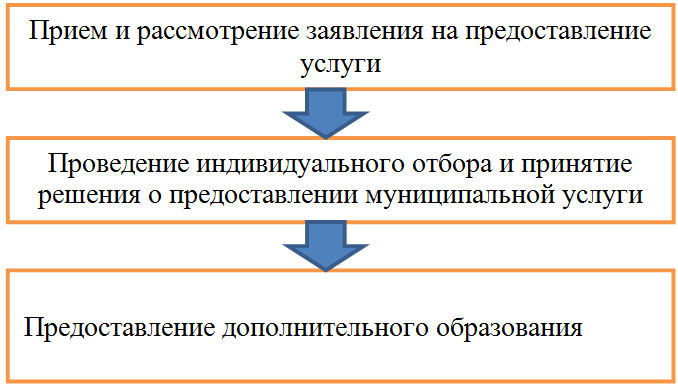 Прием и рассмотрение заявления на предоставление
услуги
Проведение индивидуального отбора и принятие
решения о предоставлении муниципальной услуги
Предоставление дополнительного образования